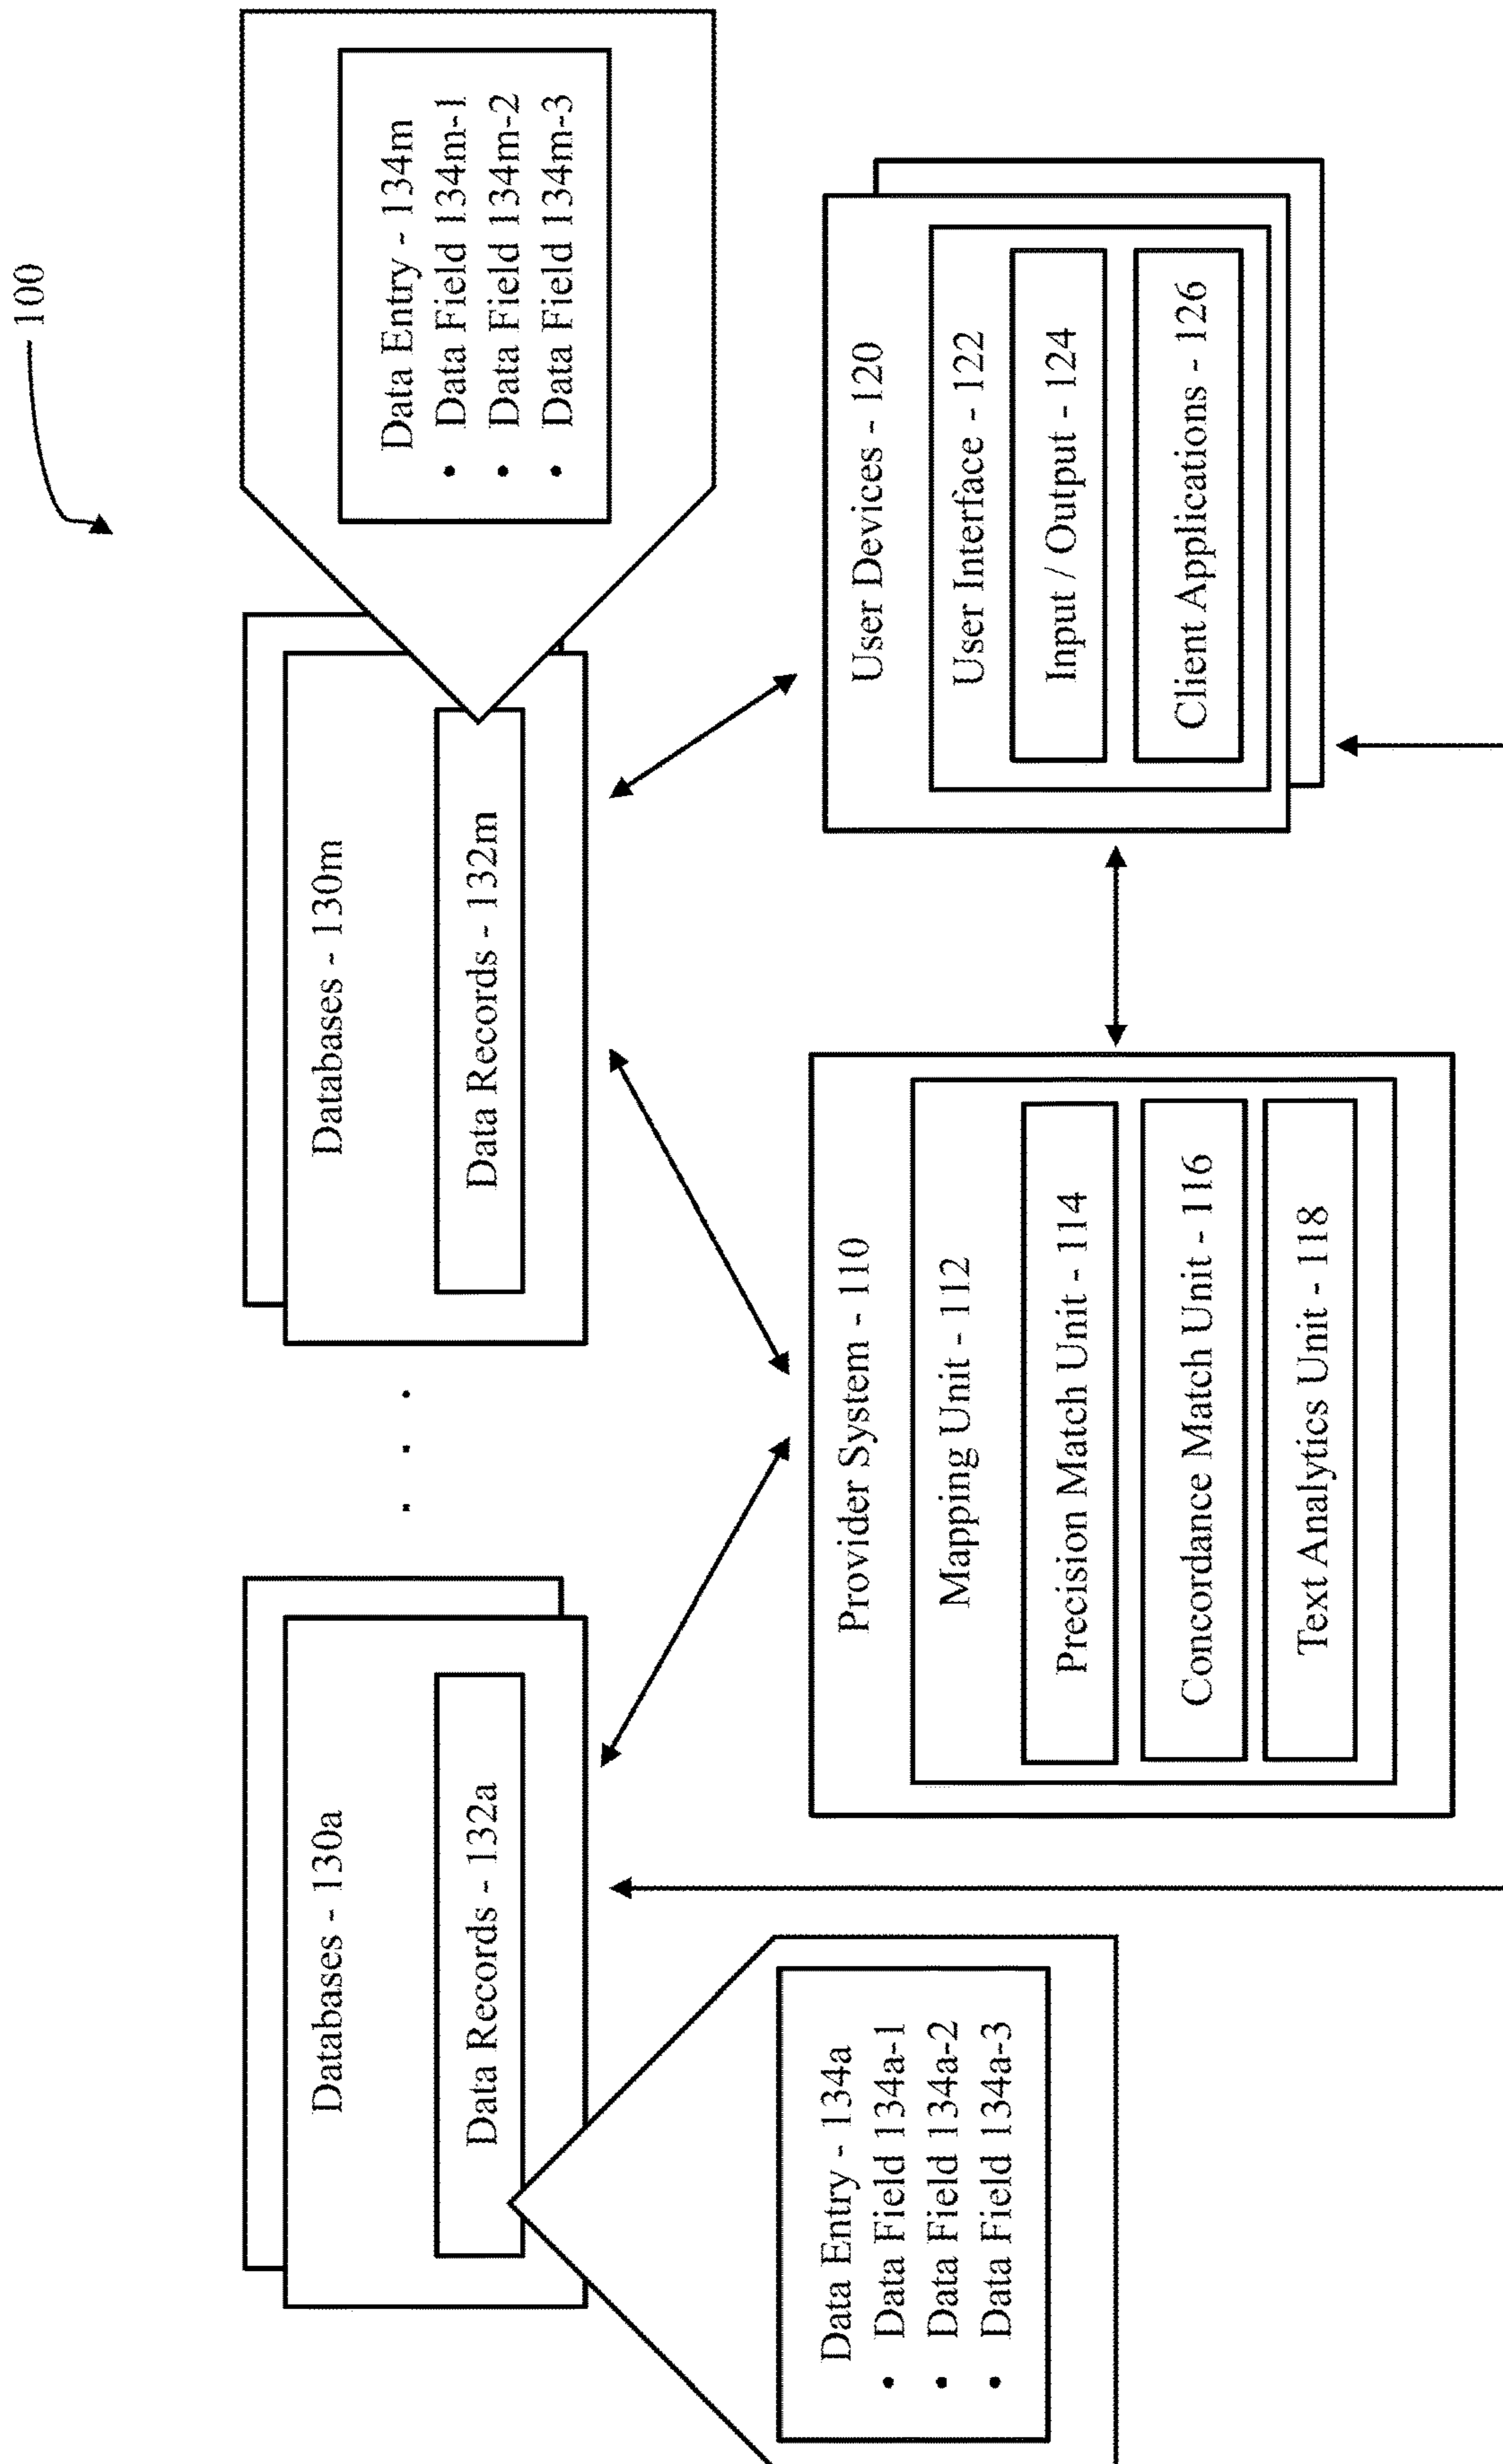 100
Databases - 130a
Data Records - 132a
Data Entry - 134a
• Data Field 134a-1
• Data Field 134a-2
• Data Field 134a-3
. . .
Databases - 130m
Data Records - 132m
Data Entry - 134m
• Data Field 134m-1
• Data Field 134m-2
• Data Field 134m-3
Provider System - 110
Mapping Unit - 112
Precision Match Unit - 114
Concordance Match Unit - 116
Text Analytics Unit - 118
User Devices - 120
User Interface - 122
Input / Output - 124
Client Applications - 126